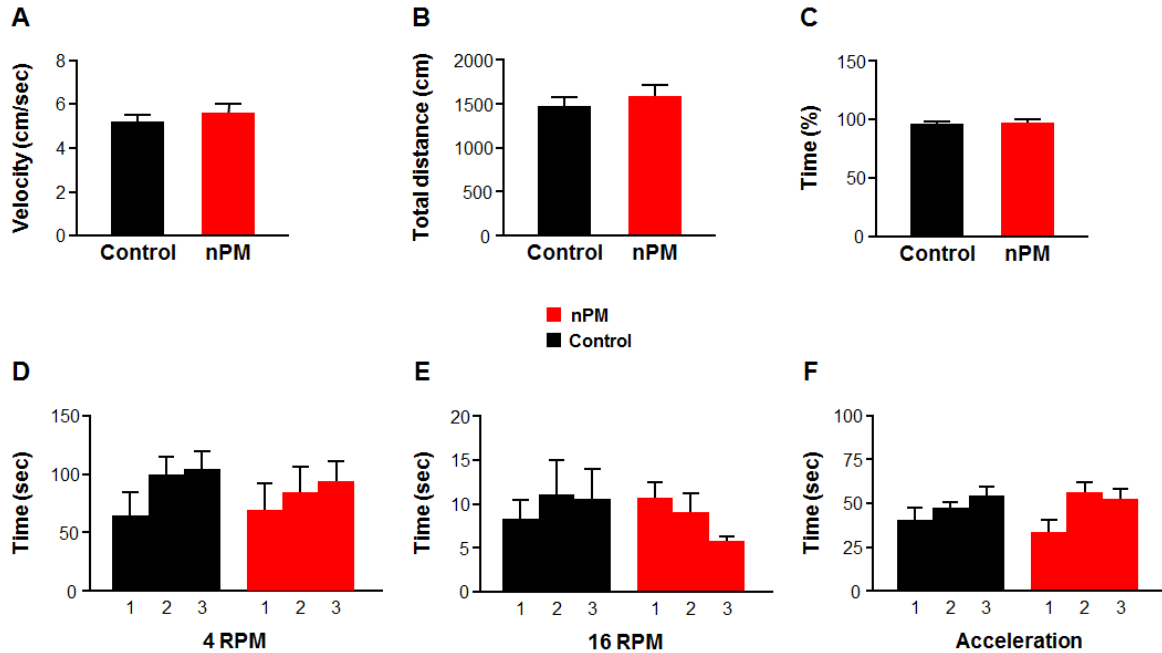 A
B
C
Velocity (cm/sec)
8
6
4
2
0
Control nPM
Total distance (cm)
2000
1500
1000
500
0
Control nPM
Time (%)
150
100
50
0
Control nPM
nPM
Control
D
E
F
Time (sec)
150
100
50
0
1 2 3 1 2 3
4 RPM
Time (sec)
20
15
10
5
0
1 2 3 1 2 3
16 RPM
Time (sec)
100
75
50
25
0
1 2 3 1 2 3
Acceleration